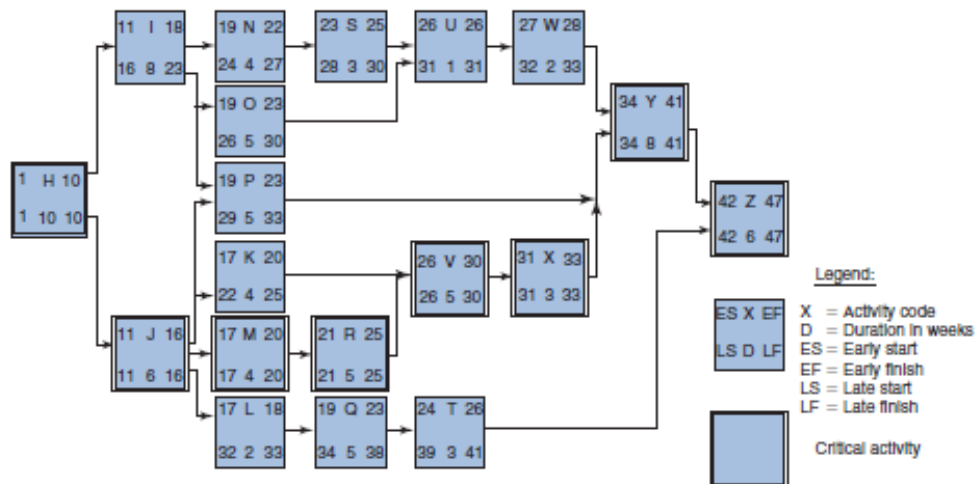 11 I 18
16 8 23
19 N 22
24 4 27
23 S 25
28 3 30
26 U 26
31 1 31
27 W 28
32 2 33
19 O 23
26 5 30
34 Y 41
34 8 41
1 H 10
1 10 10
19 P 23
29 5 33
42 Z 47
42 6 47
17 K 20
22 4 25
26 V 30
26 5 30
31 X 33
31 3 33
11 J 16
11 6 16
17 M 20
17 4 20
21 R 25
21 5 25
17 L 18
32 2 33
19 Q 23
34 5 38
24 T 26
39 3 41
Legend:
ES X EF
LS D LF
X = Activity code
D = Duration in weeks
ES = Early start
EF = Early finish
LS = Late start
LF = Late finish
Critical activity